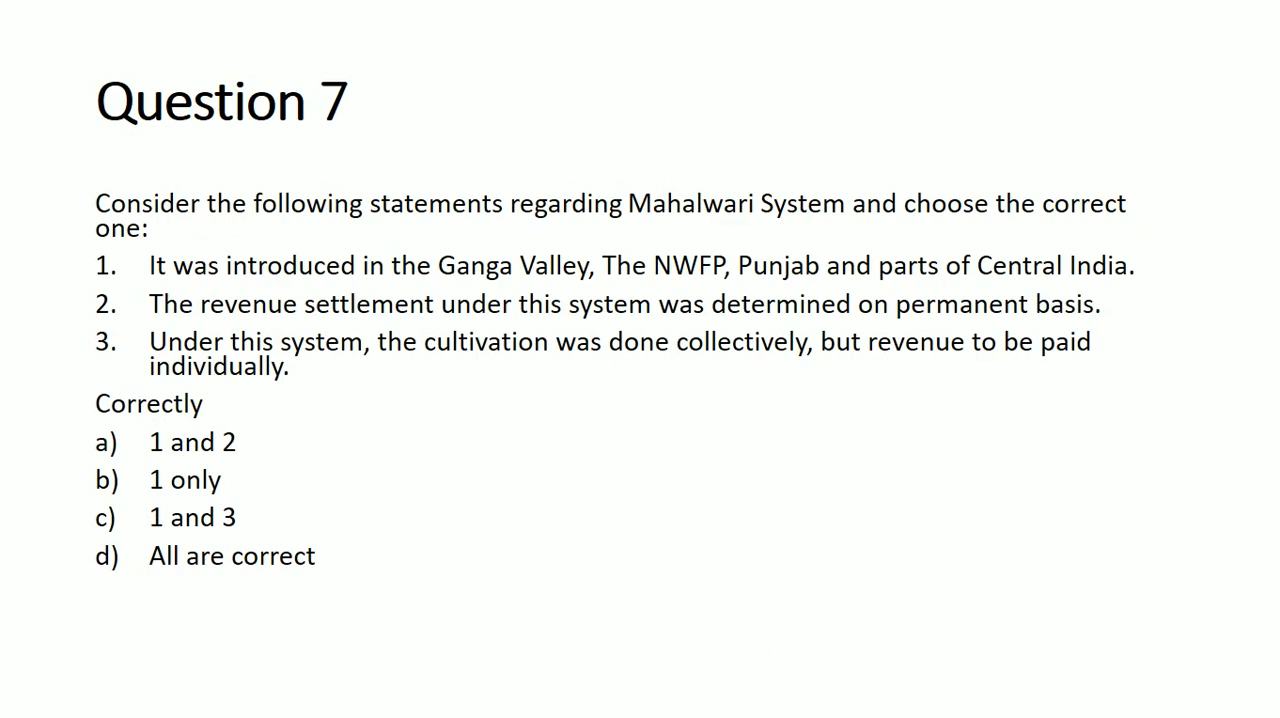 Question 7
Consider the following statements regarding Mahalwari System and choose the correct
one:
1. It was introduced in the Ganga Valley, The NWFP, Punjab and parts of Central India.
2. The revenue settlement under this system was determined on permanent basis.
3. Under this system, the cultivation was done collectively, but revenue to be paid
individually.
Correctly
a) 1 and 2
b) 1 only
c) 1 and 3
d) All are correct